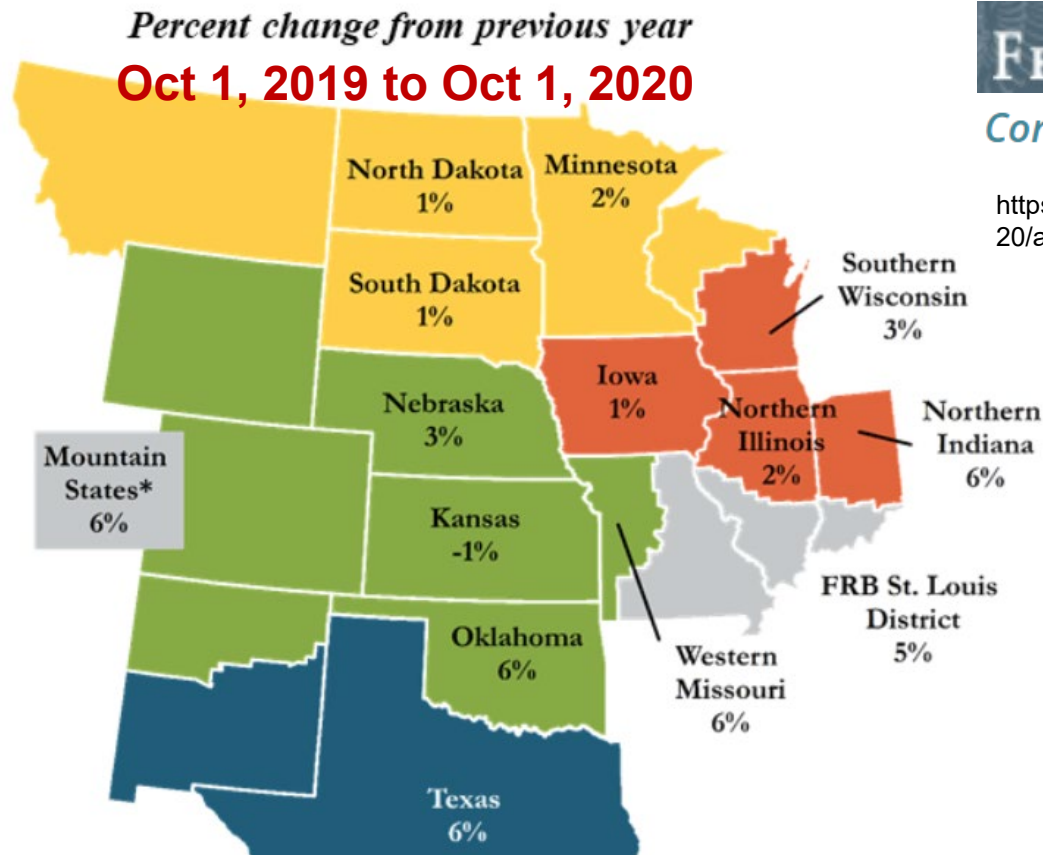 Percent change from previous year
Oct 1, 2019 to Oct 1, 2020
North Dakota
1%
Minnesota
2%
South Dakota
1%
Southern
Wisconsin
3%
Iowa
1%
Nebraska
3%
Northern
Illinois
2%
Northern
Indiana
6%
Mountain
States*
6%
Kansas
-1%
FRB St. Louis
District
5%
Oklahoma
6%
Western
Missouri
6%
Texas
6%